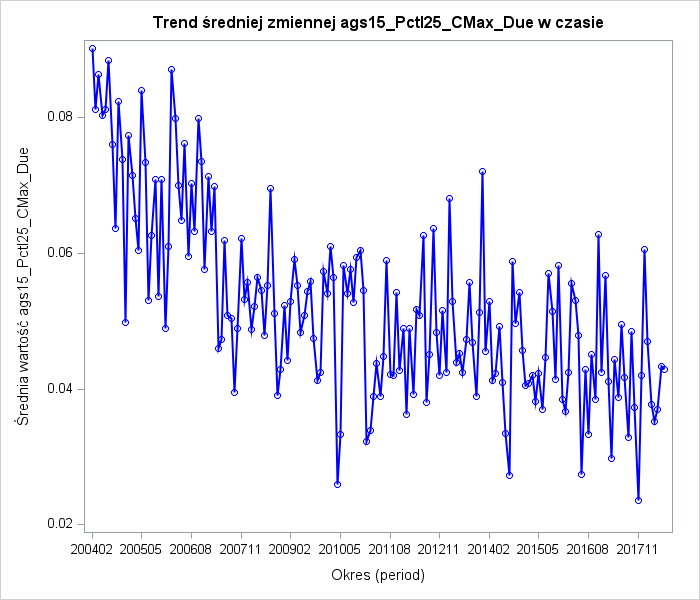 Trend średniej zmiennej ags15_Pctl25_CMax_Due w czasie
Średnia wartość ags15_Pctl25_CMax_Due
0.08
0.06
0.04
0.02
200402 200505 200608 200711 200902 201005 201108 201211 201402 201505 201608 201711
Okres (period)